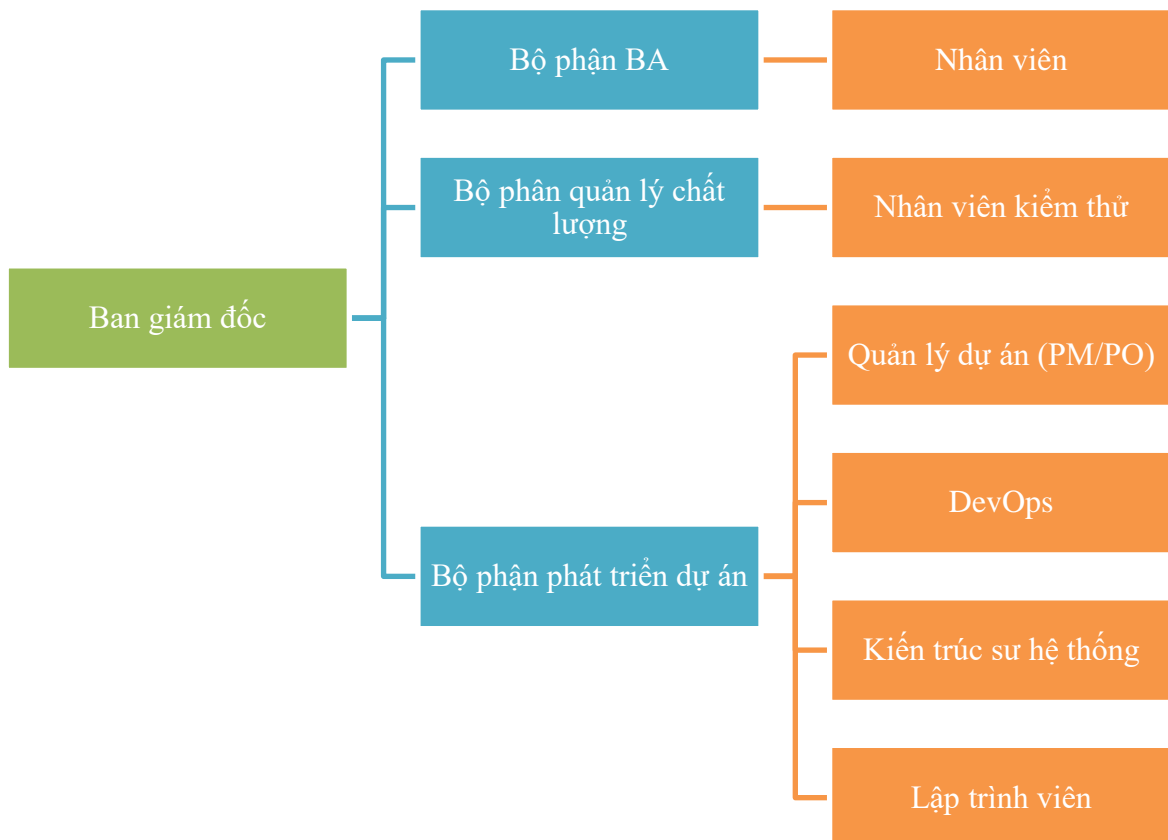 Bộ phận BA
Nhân viên
Bộ phân quản lý chất
lượng
Nhân viên kiểm thử
Ban giám đốc
Quản lý dự án (PM/PO)
DevOps
Bộ phận phát triển dự án
Kiến trúc sư hệ thống
Lập trình viên